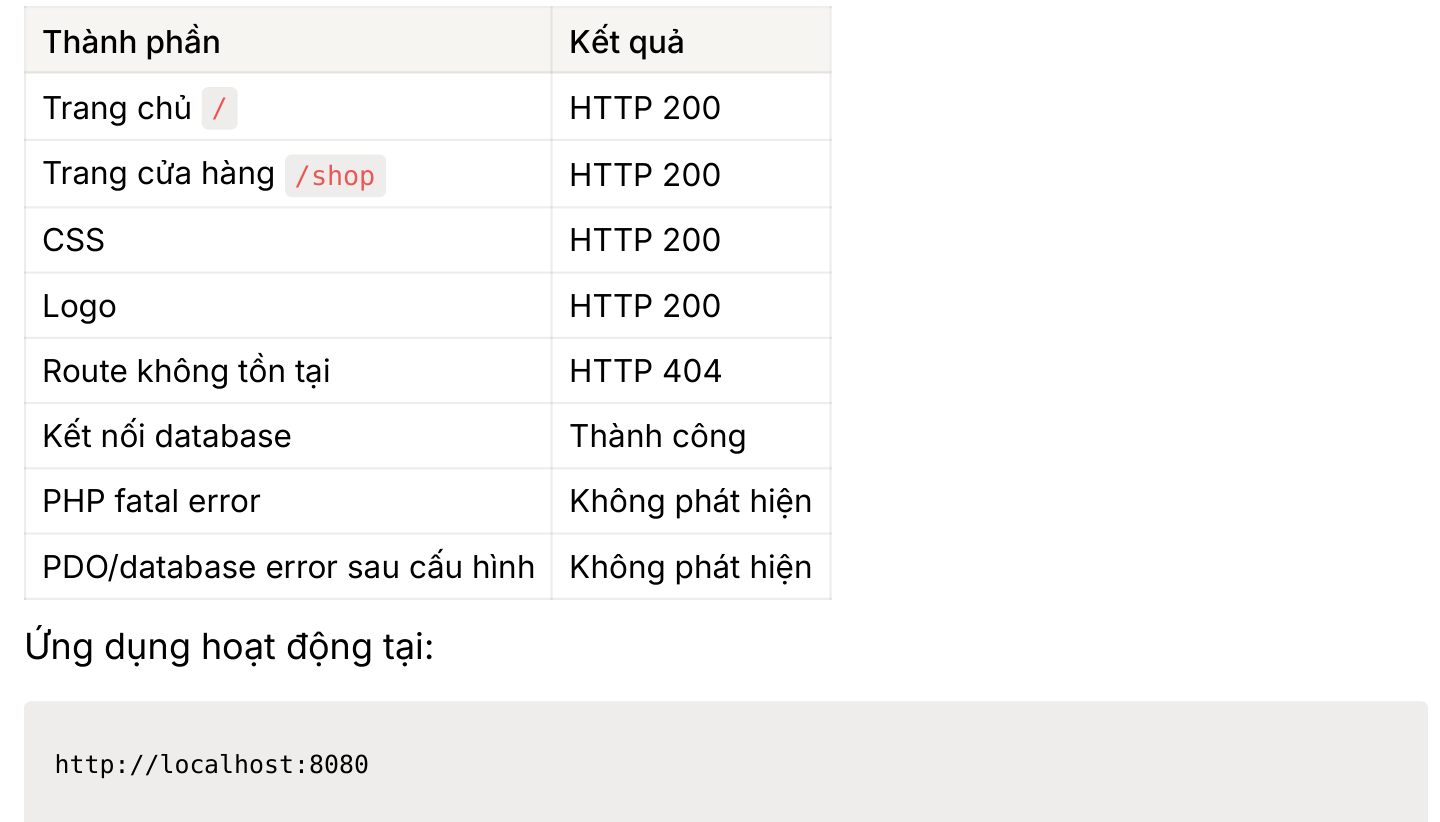 Thành phần Kết quả
Trang chủ / HTTP 200
Trang cửa hàng /shop HTTP 200
CSS HTTP 200
Logo HTTP 200
Route không tồn tại HTTP 404
Kết nối database Thành công
PHP fatal error Không phát hiện
PDO/database error sau cấu hình Không phát hiện
Ứng dụng hoạt động tại:
http://localhost:8080